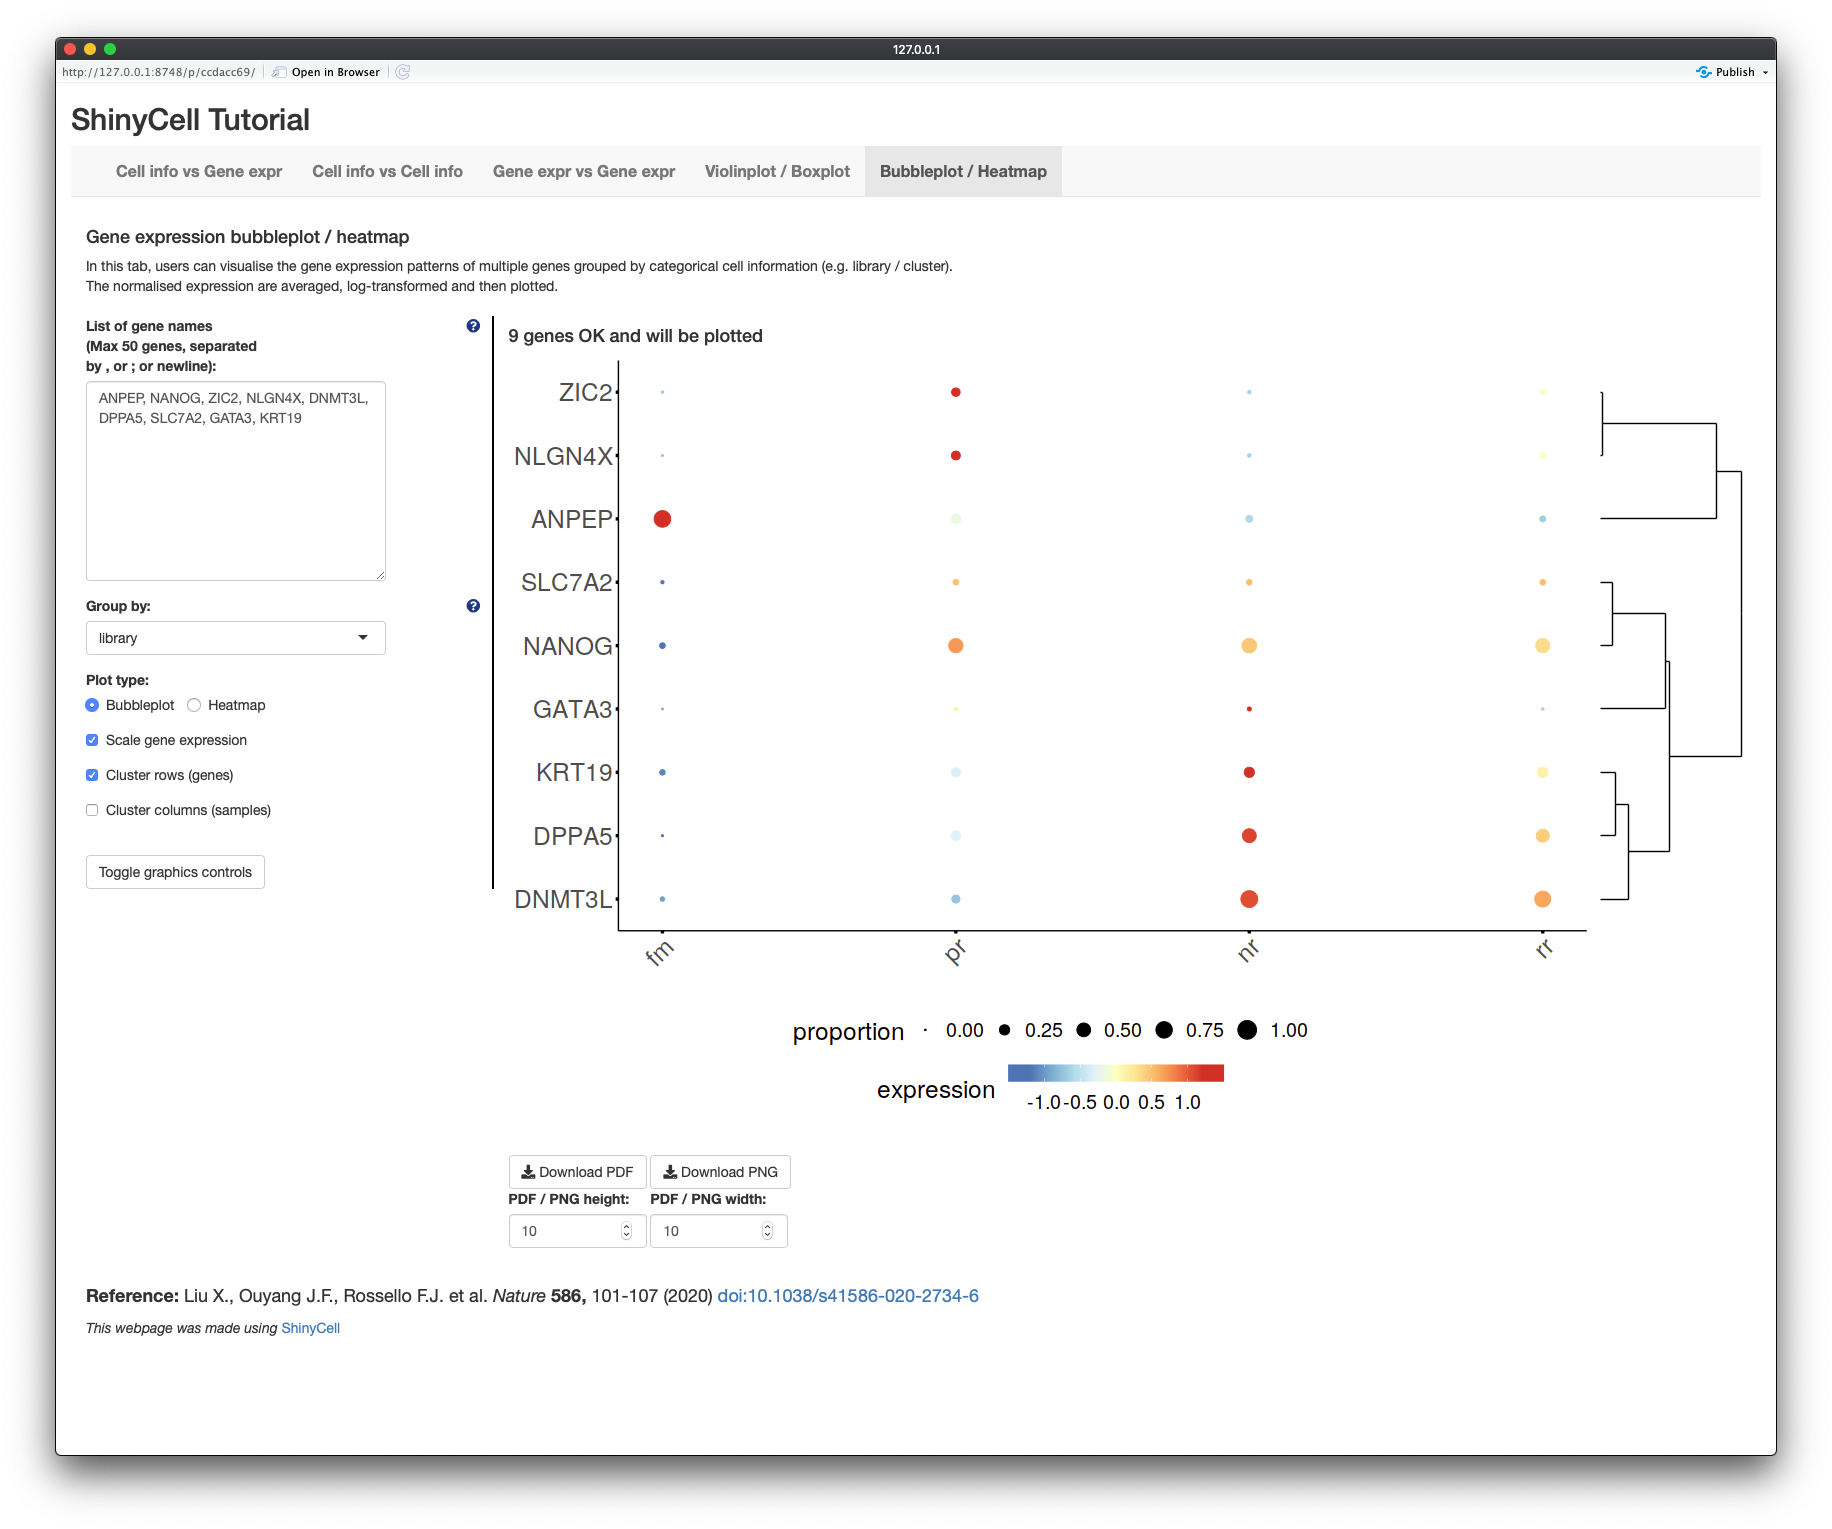 127.0.0.1
http://127.0.0.1:8748/p/ccdacc69/ Open in Browser Publish
ShinyCell Tutorial
Cell info vs Gene expr Cell info vs Cell info Gene expr vs Gene expr Violinplot / Boxplot Bubbleplot / Heatmap
Gene expression bubbleplot / heatmap
In this tab, users can visualise the gene expression patterns of multiple genes grouped by categorical cell information (e.g. library / cluster).
The normalised expression are averaged, log-transformed and then plotted.
List of gene names
(Max 50 genes, separated
by , or ; or newline):
ANPEP, NANOG, ZIC2, NLGN4X, DNMT3L,
DPPA5, SLC7A2, GATA3, KRT19
Group by:
library
Plot type:
Bubbleplot Heatmap
Scale gene expression
Cluster rows (genes)
Cluster columns (samples)
Toggle graphics controls
9 genes OK and will be plotted
ZIC2
NLGN4X
ANPEP
SLC7A2
NANOG
GATA3
KRT19
DPPA5
DNMT3L
fm pr nr rr
proportion 0.00 0.25 0.50 0.75 1.00
expression
-1.0 -0.5 0.0 0.5 1.0
Download PDF Download PNG
PDF / PNG height: PDF / PNG width:
10 10
Reference: Liu X., Ouyang J.F., Rossello F.J. et al. Nature 586, 101-107 (2020) doi:10.1038/s41586-020-2734-6
This webpage was made using ShinyCell